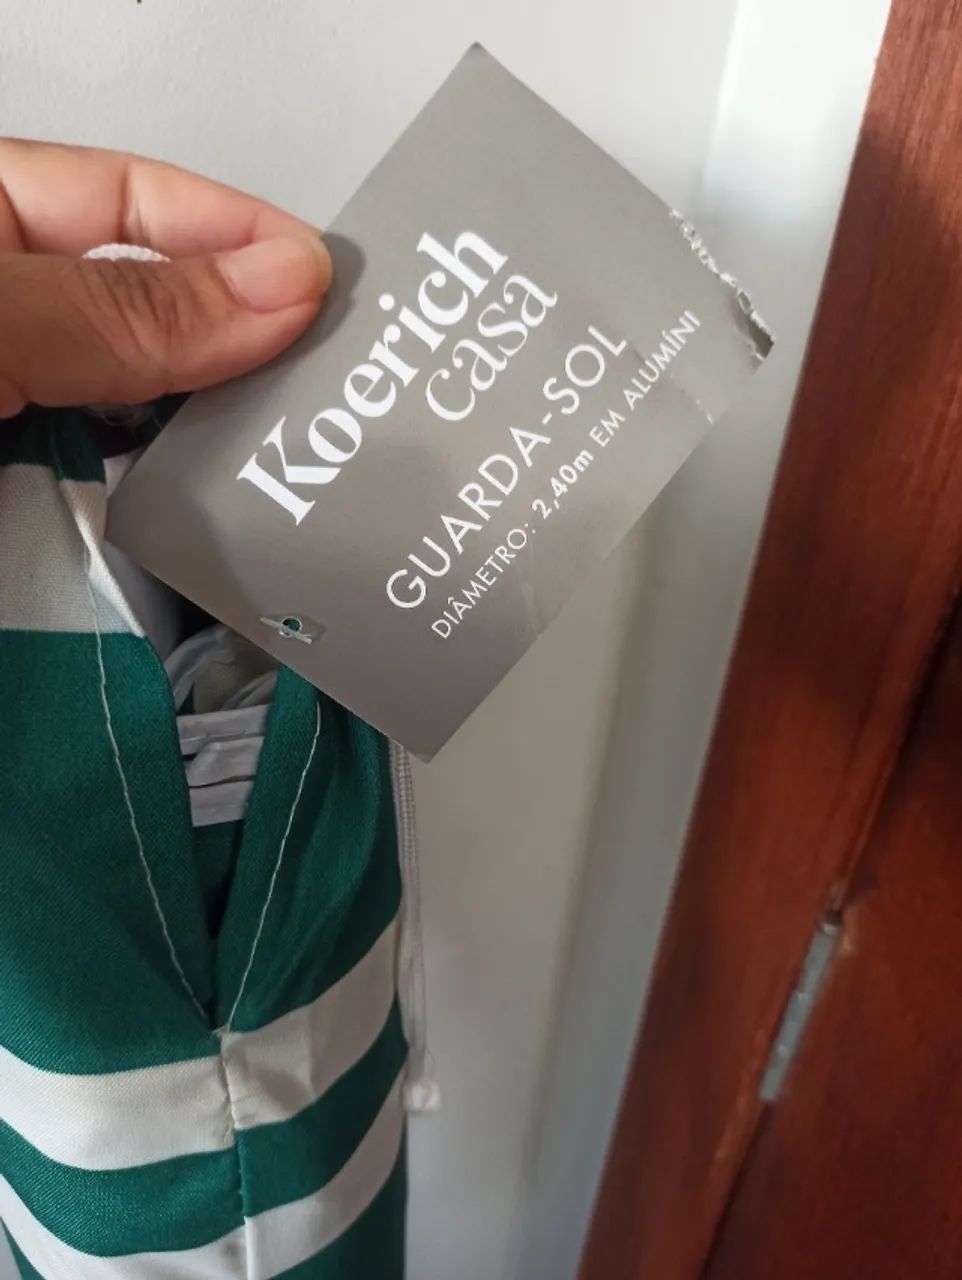 Koerich
casa
GUARDA-SOL
DIÂMETRO: 2,40m EM ALUMÍNI